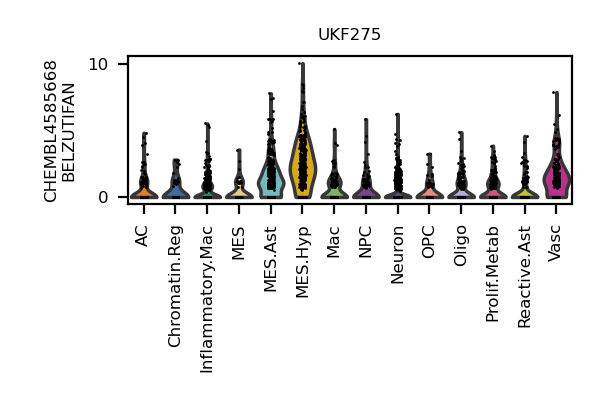 UKF275
CHEMBL4585668
BELZUTIFAN
10
0
AC
Chromatin.Reg
Inflammatory.Mac
MES
MES.Ast
MES.Hyp
Mac
NPC
Neuron
OPC
Oligo
Prolif.Metab
Reactive.Ast
Vasc